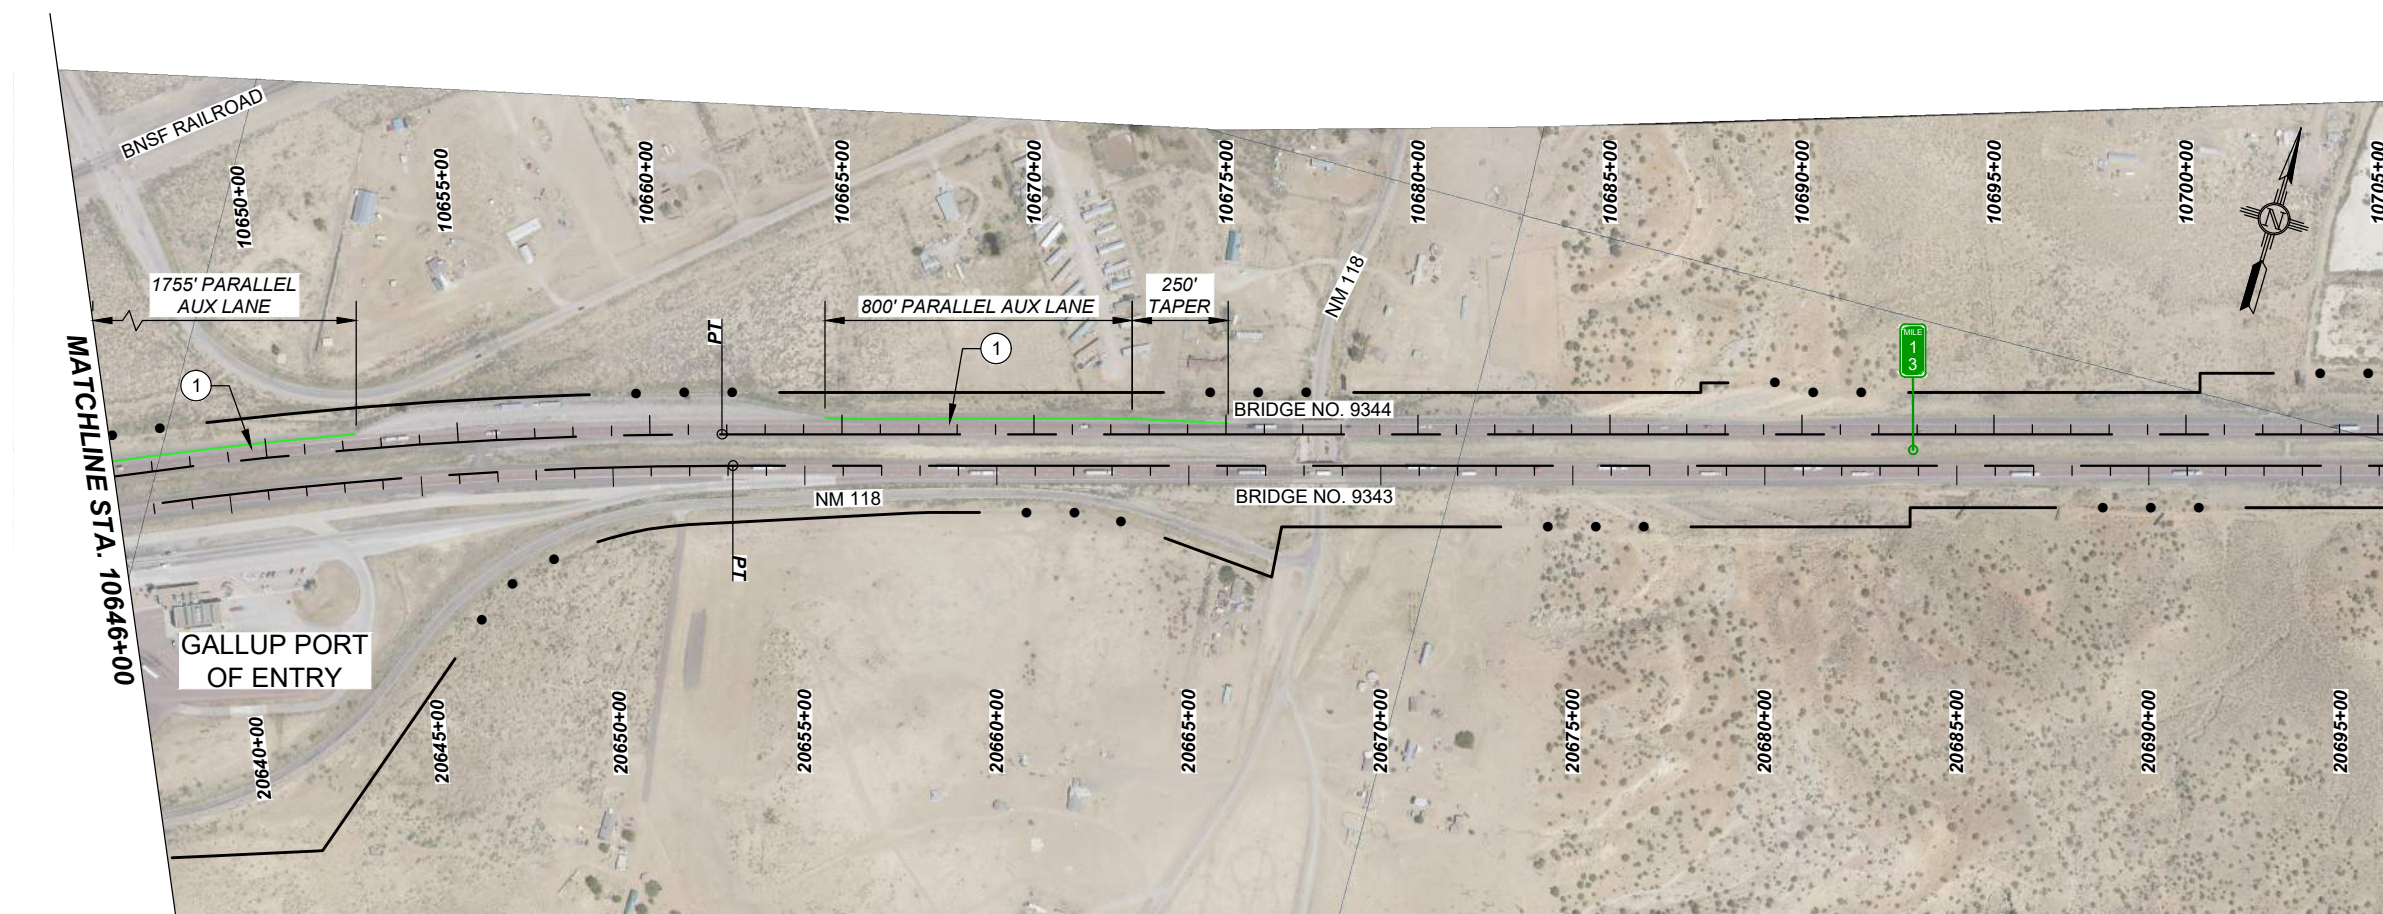 BNSF RAILROAD
10650+00
10655+00
10660+00
10665+00
10670+00
10675+00
10680+00
10685+00
10690+00
10695+00
10700+00
10705+00
N
1755' PARALLEL
AUX LANE
800' PARALLEL AUX LANE
250'
TAPER
NM 118
MILE
1
3
PT
1
1
BRIDGE NO. 9344
MATCHLINE STA. 10646+00
NM 118
BRIDGE NO. 9343
PT
GALLUP PORT
OF ENTRY
20640+00
20645+00
20650+00
20655+00
20660+00
20665+00
20670+00
20675+00
20680+00
20685+00
20690+00
20695+00